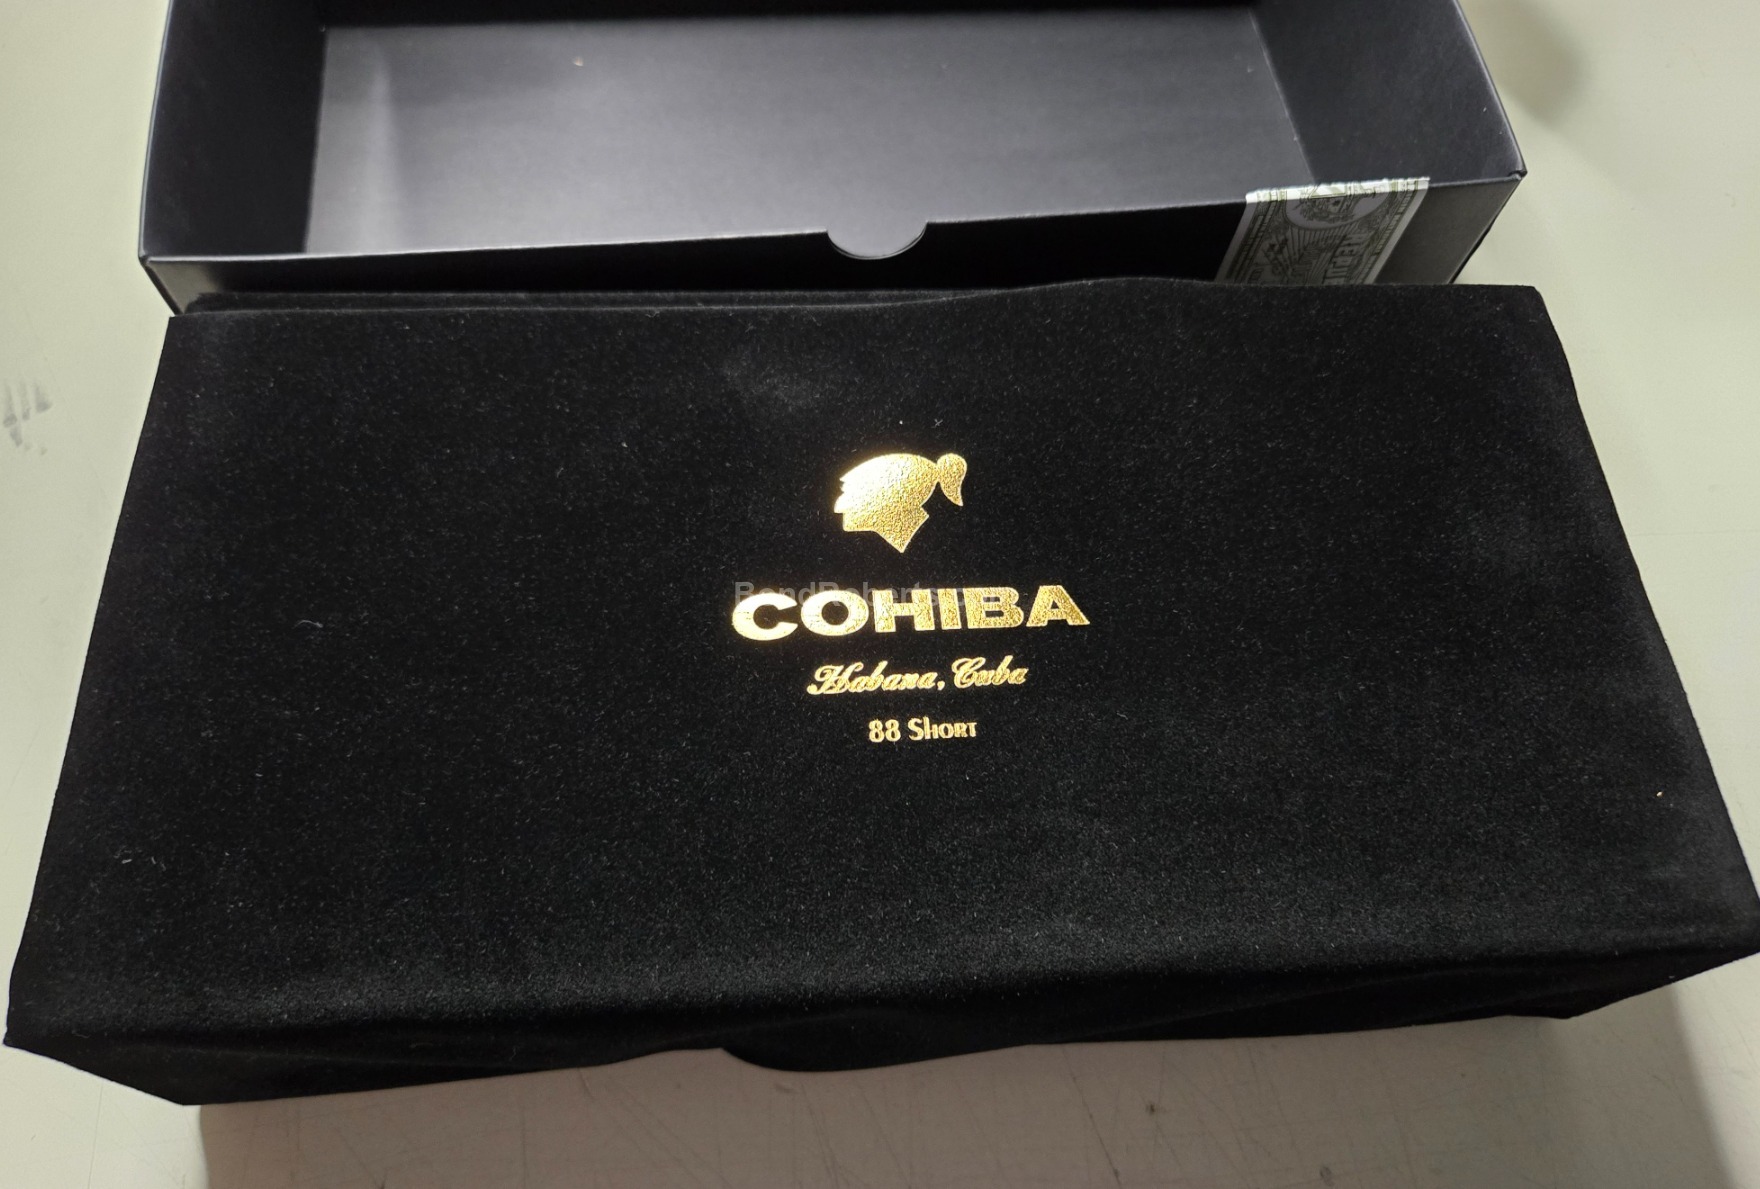 COHIBA
Habana, Cuba
88 SHORT